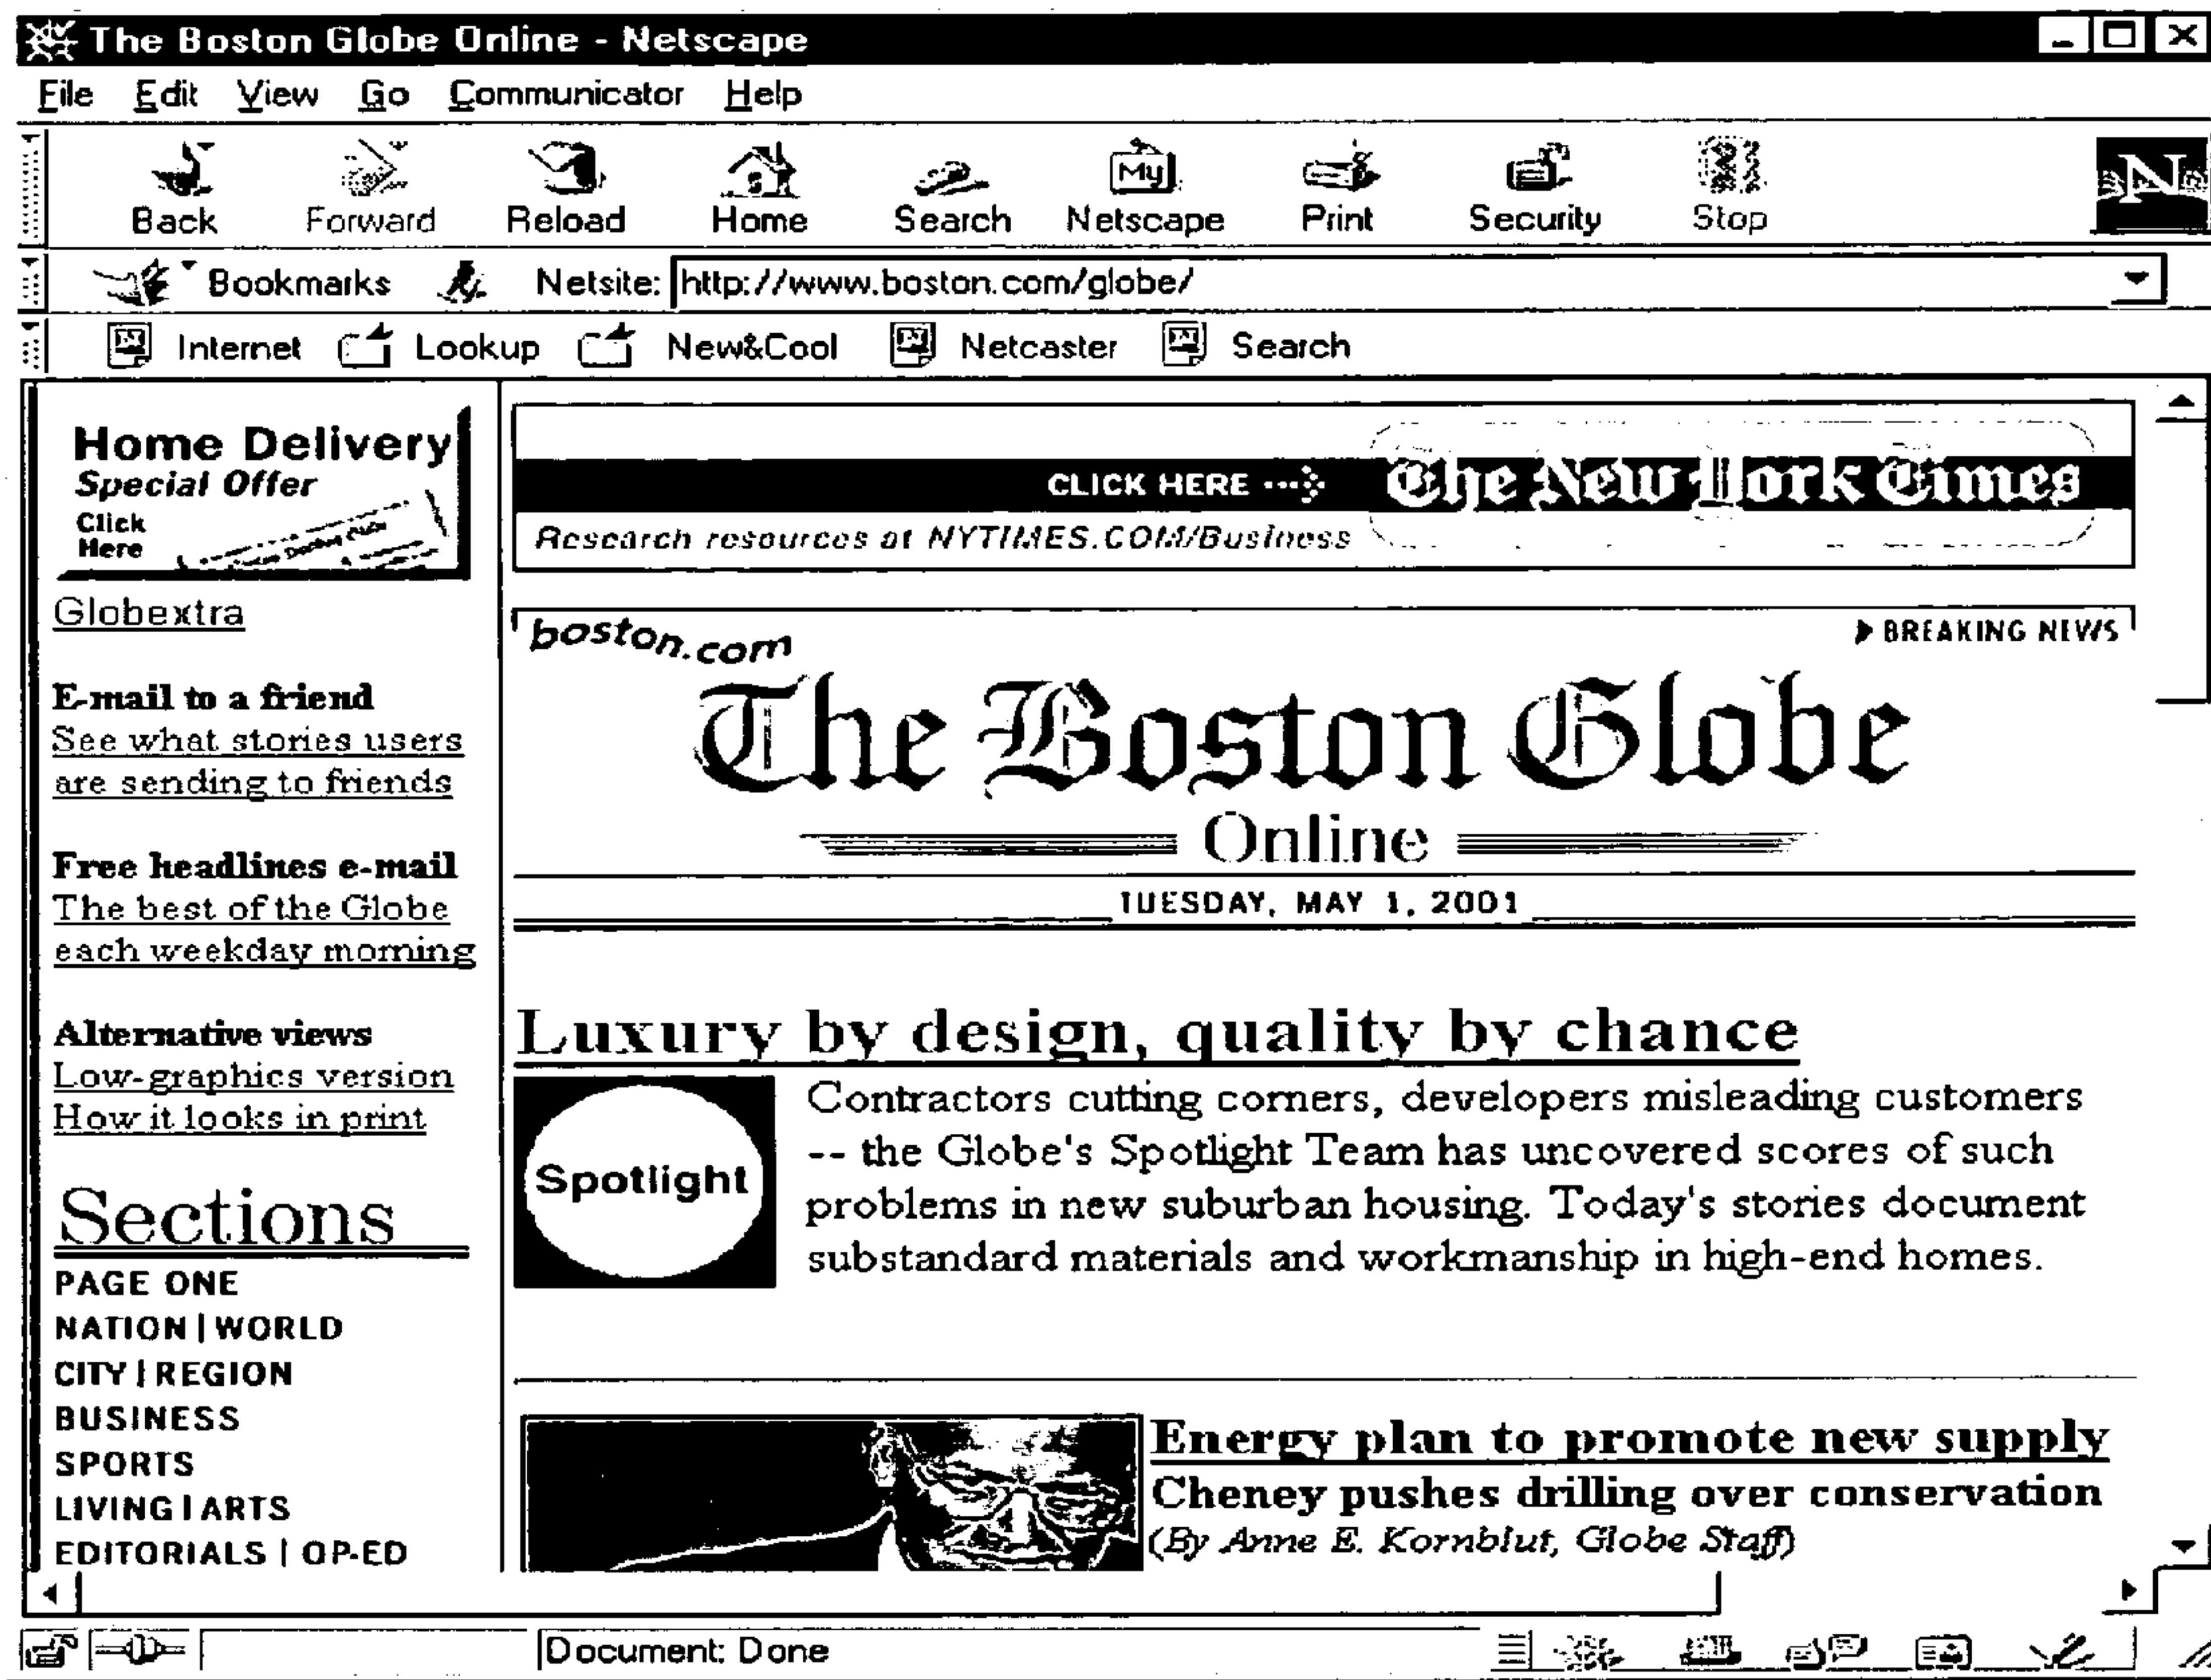 The Boston Globe Online - Netscape
File Edit View Go Communicator Help
Back Forward Reload Home Search Netscape Print Security Stop
My
N
Bookmarks Netsite: http://www.boston.com/globe/
Internet Lookup New&Cool Netcaster Search
Home Delivery
Special Offer
Click
Here
Globextra
E-mail to a friend
See what stories users
are sending to friends
Free headlines e-mail
The best of the Globe
each weekday morning
Alternative views
Low-graphics version
How it looks in print
Sections
PAGE ONE
NATION | WORLD
CITY | REGION
BUSINESS
SPORTS
LIVING | ARTS
EDITORIALS | OP-ED
CLICK HERE The New York Times
Research resources at NYTIMES.COM/Business
boston.com
BREAKING NEWS
The Boston Globe
Online
TUESDAY, MAY 1, 2001
Luxury by design, quality by chance
Spotlight
Contractors cutting corners, developers misleading customers
-- the Globe's Spotlight Team has uncovered scores of such
problems in new suburban housing. Today's stories document
substandard materials and workmanship in high-end homes.
Energy plan to promote new supply
Cheney pushes drilling over conservation
(By Anne E. Kornblut, Globe Staff)
Document: Done